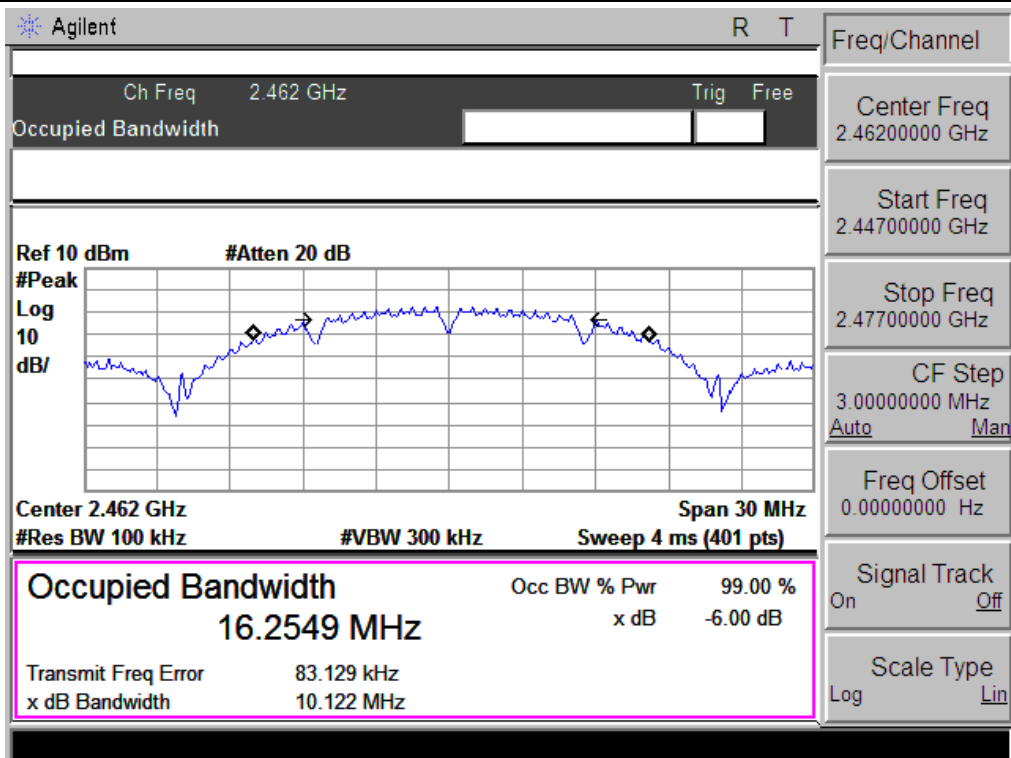 Agilent R T
Ch Freq 2.462 GHz Trig Free
Occupied Bandwidth
Ref 10 dBm #Atten 20 dB
#Peak
Log
10
dB/
Center 2.462 GHz Span 30 MHz
#Res BW 100 kHz #VBW 300 kHz Sweep 4 ms (401 pts)
Occupied Bandwidth Occ BW % Pwr 99.00 %
16.2549 MHz x dB -6.00 dB
Transmit Freq Error 83.129 kHz
x dB Bandwidth 10.122 MHz
Freq/Channel
Center Freq
2.46200000 GHz
Start Freq
2.44700000 GHz
Stop Freq
2.47700000 GHz
CF Step
3.00000000 MHz
Auto Man
Freq Offset
0.00000000 Hz
Signal Track
On Off
Scale Type
Log Lin